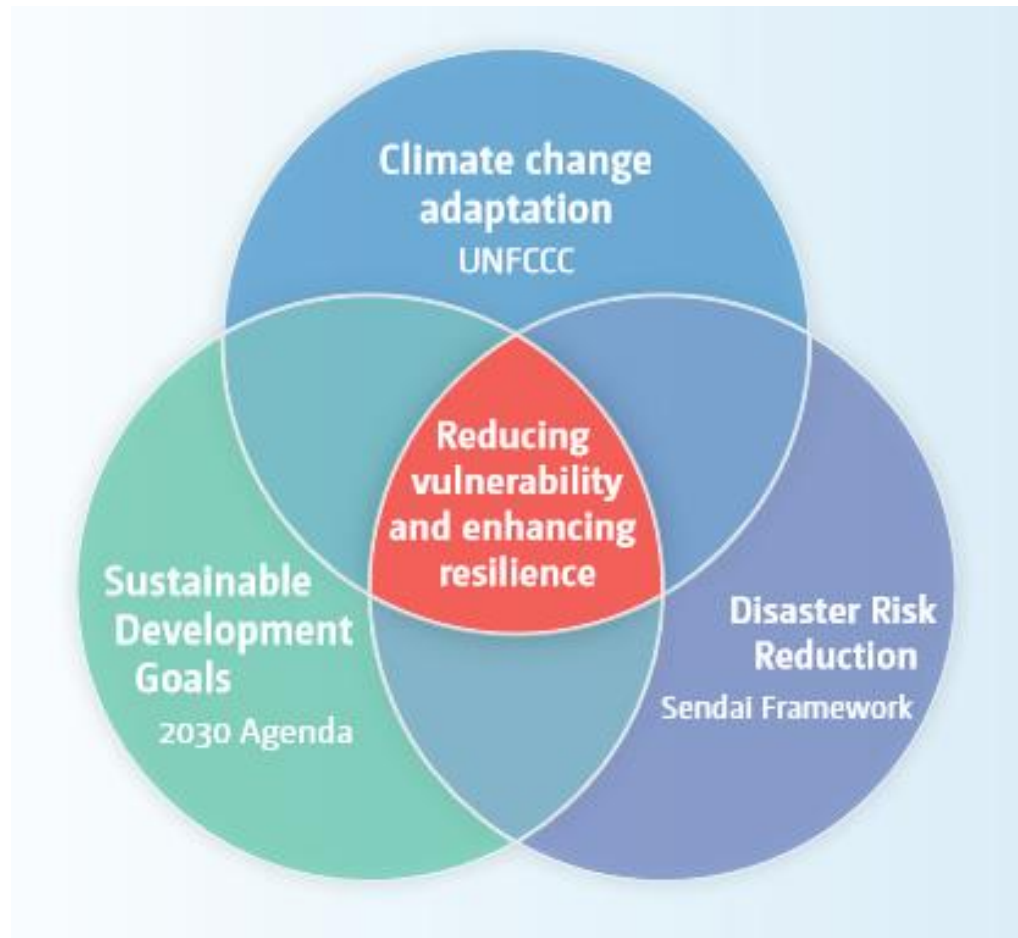 Climate change
adaptation
UNFCCC
Reducing
vulnerability
and enhancing
resilience
Sustainable
Development
Goals
2030 Agenda
Disaster Risk
Reduction
Sendai Framework